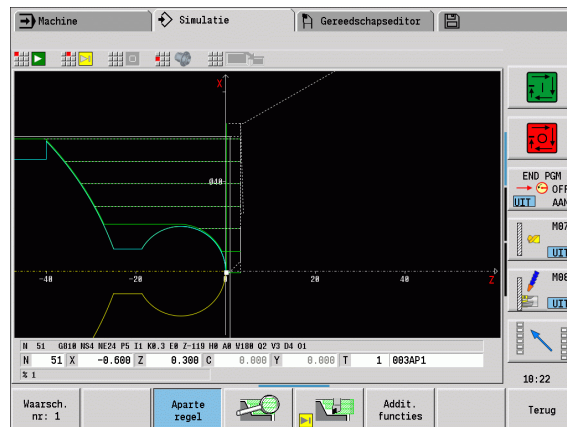 Machine
Simulatie
Gereedschapseditor
X
Ø40
-40
-20
0
20
40
Z
N 51 G810 NS4 NE24 P5 I1 K0.3 E0 Z-119 H0 A0 W180 Q2 V3 D4 O1
N 51 X -0.600 Z 0.300 C 0.000 Y 0.000 T 1 003AP1
% 1
END PGM
OFF
UIT AAN
M07
UIT
M08
UIT
10:22
Waarsch. nr: 1
Aparte regel
Addit. functies
Terug